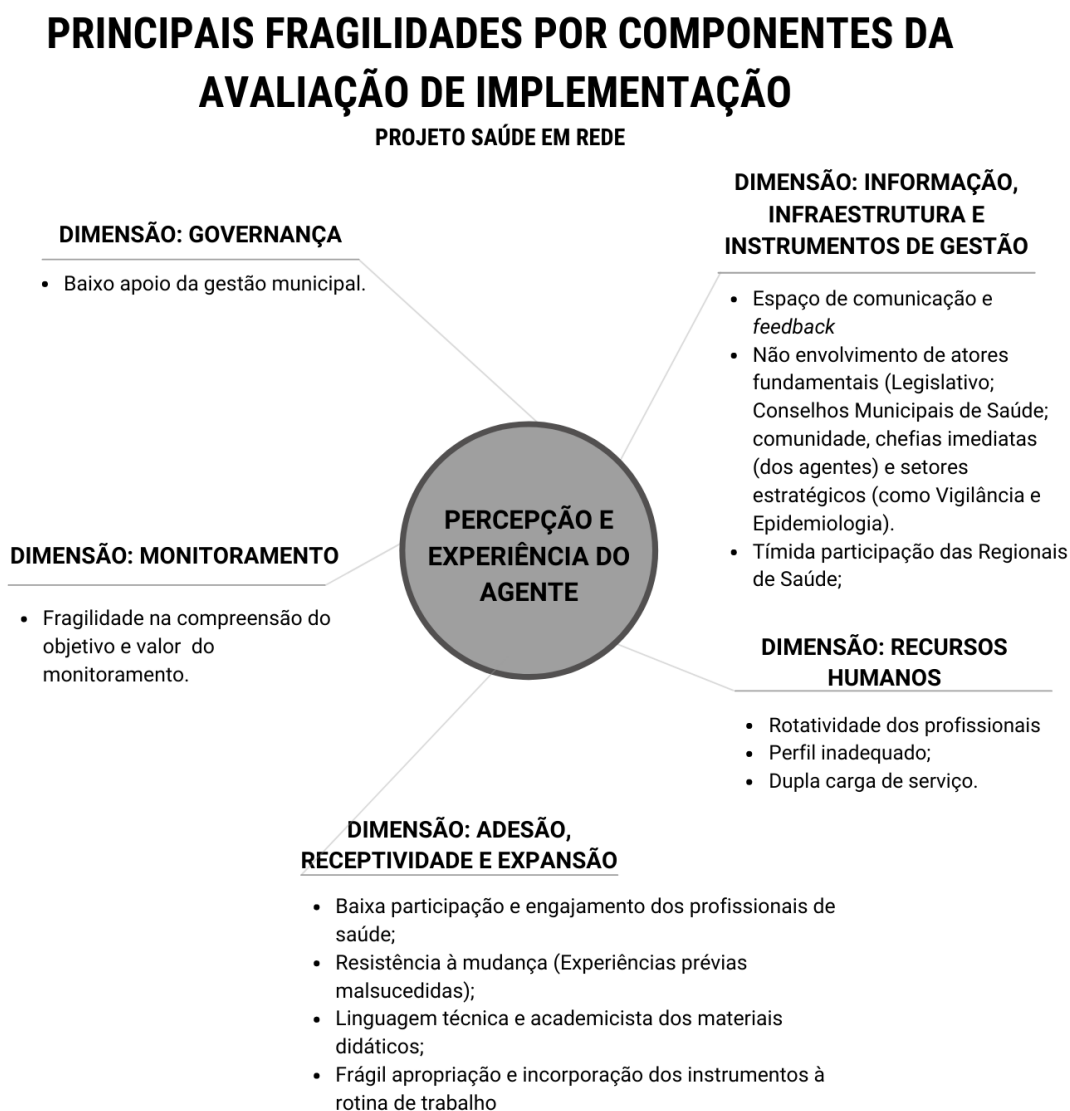 PRINCIPAIS FRAGILIDADES POR COMPONENTES DA
AVALIAÇÃO DE IMPLEMENTAÇÃO
PROJETO SAÚDE EM REDE
DIMENSÃO: GOVERNANÇA
• Baixo apoio da gestão municipal.
DIMENSÃO: INFORMAÇÃO,
INFRAESTRUTURA E
INSTRUMENTOS DE GESTÃO
• Espaço de comunicação e
feedback
• Não envolvimento de atores
fundamentais (Legislativo;
Conselhos Municipais de Saúde;
comunidade, chefias imediatas
(dos agentes) e setores
estratégicos (como Vigilância e
Epidemiologia).
• Tímida participação das Regionais
de Saúde;
PERCEPÇÃO E
EXPERIÊNCIA DO
AGENTE
DIMENSÃO: MONITORAMENTO
• Fragilidade na compreensão do
objetivo e valor  do
monitoramento.
DIMENSÃO: RECURSOS
HUMANOS
• Rotatividade dos profissionais
• Perfil inadequado;
• Dupla carga de serviço.
DIMENSÃO: ADESÃO,
RECEPTIVIDADE E EXPANSÃO
• Baixa participação e engajamento dos profissionais de
saúde;
• Resistência à mudança (Experiências prévias
malsucedidas);
• Linguagem técnica e academicista dos materiais
didáticos;
• Frágil apropriação e incorporação dos instrumentos à
rotina de trabalho